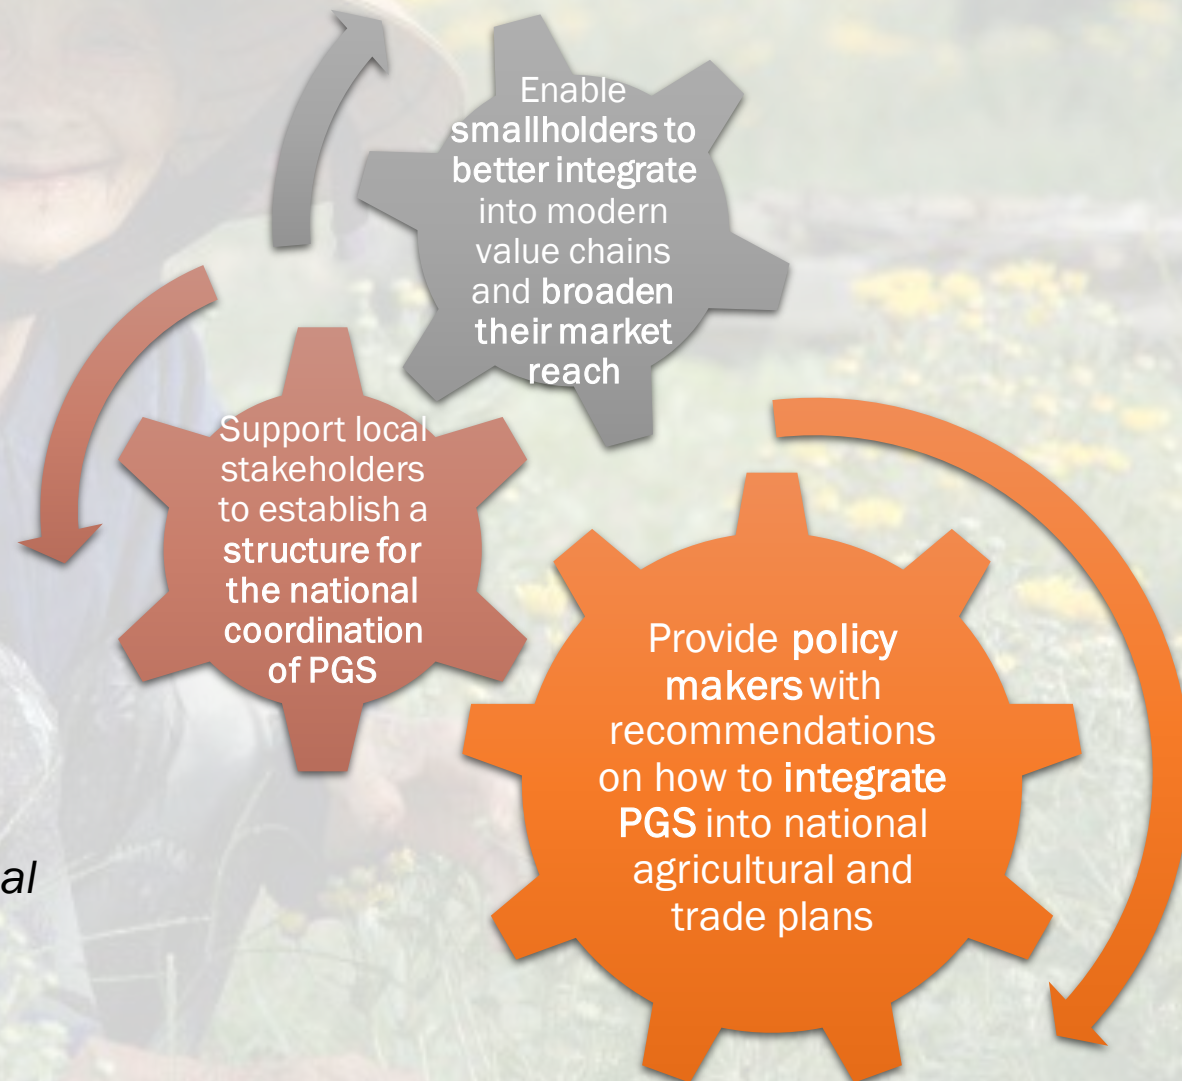 Enable
smallholders to
better integrate
into modern
value chains
and broaden
their market
reach
Support local
stakeholders
to establish a
structure for
the national
coordination
of PGS
Provide policy
makers with
recommendations
on how to integrate
PGS into national
agricultural and
trade plans
al